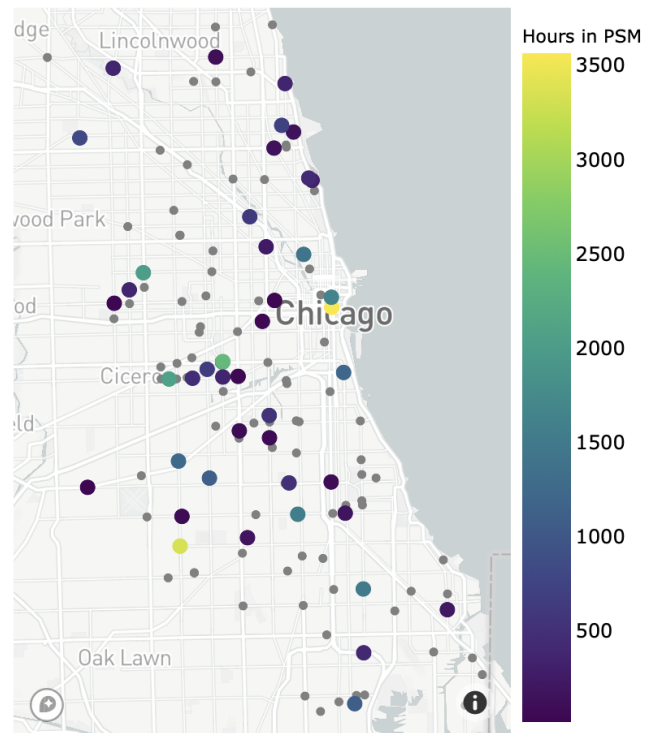 dge
Lincolnwood
Hours in PSM
3500
3000
wood Park
2500
od
Chicago
2000
Cicero
eld
1500
1000
500
Oak Lawn
i